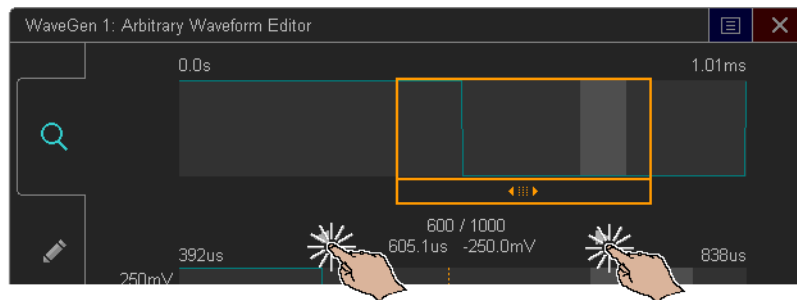 WaveGen 1: Arbitrary Waveform Editor
0.0s 1.01ms
600 / 1000
392us 605.1us -250.0mV 838us
250mV